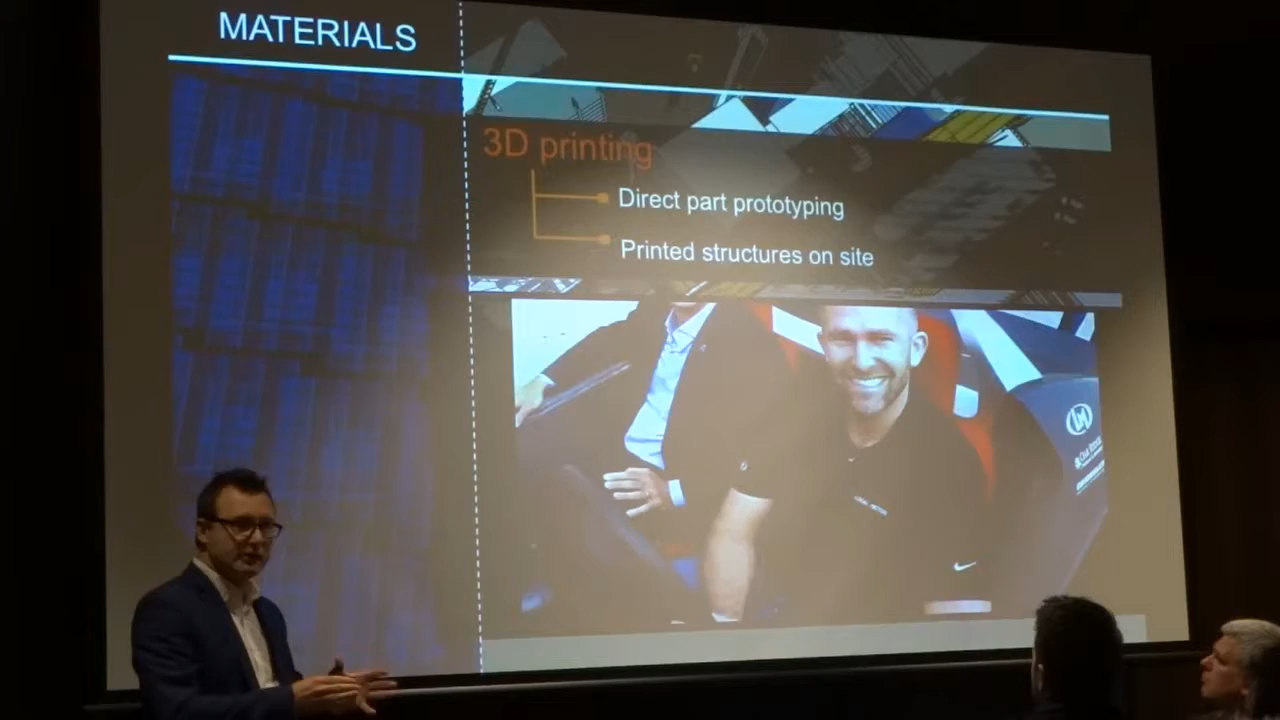 MATERIALS
3D printing
Direct part prototyping
Printed structures on site